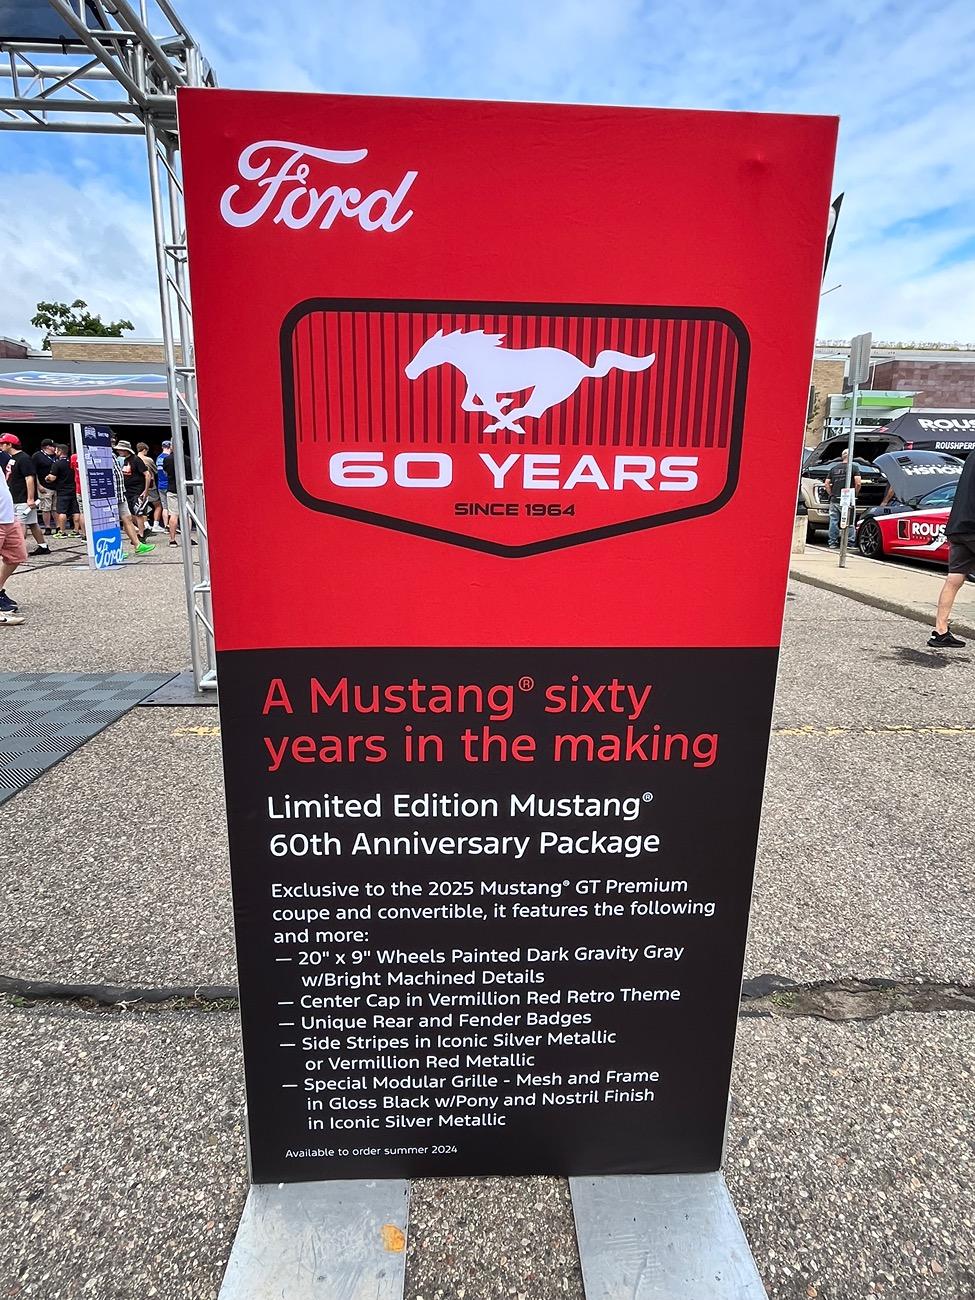 Ford
60 YEARS
SINCE 1964
A Mustang® sixty
years in the making
Limited Edition Mustang®
60th Anniversary Package
Exclusive to the 2025 Mustang® GT Premium
coupe and convertible, it features the following
and more:
— 20" x 9" Wheels Painted Dark Gravity Gray
w/Bright Machined Details
— Center Cap in Vermillion Red Retro Theme
— Unique Rear and Fender Badges
— Side Stripes in Iconic Silver Metallic
or Vermillion Red Metallic
— Special Modular Grille - Mesh and Frame
in Gloss Black w/Pony and Nostril Finish
in Iconic Silver Metallic
Available to order summer 2024
Ford
Ford
ROUSHPERF
ROUS